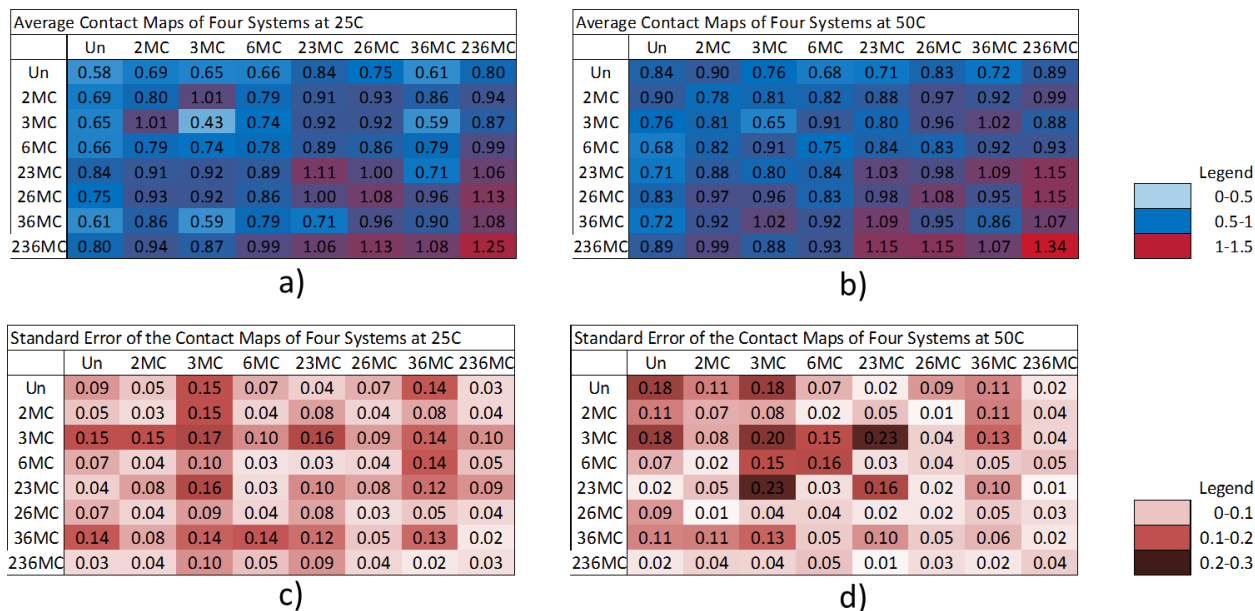 Average Contact Maps of Four Systems at 25C
Un 2MC 3MC 6MC 23MC 26MC 36MC 236MC
Un 0.58 0.69 0.65 0.66 0.84 0.75 0.61 0.80
2MC 0.69 0.80 1.01 0.79 0.91 0.93 0.86 0.94
3MC 0.65 1.01 0.43 0.74 0.92 0.92 0.59 0.87
6MC 0.66 0.79 0.74 0.78 0.89 0.86 0.79 0.99
23MC 0.84 0.91 0.92 0.89 1.11 1.00 0.71 1.06
26MC 0.75 0.93 0.92 0.86 1.00 1.08 0.96 1.13
36MC 0.61 0.86 0.59 0.79 0.71 0.96 0.90 1.08
236MC 0.80 0.94 0.87 0.99 1.06 1.13 1.08 1.25
a)
Average Contact Maps of Four Systems at 50C
Un 2MC 3MC 6MC 23MC 26MC 36MC 236MC
Un 0.84 0.90 0.76 0.68 0.71 0.83 0.72 0.89
2MC 0.90 0.78 0.81 0.82 0.88 0.97 0.92 0.99
3MC 0.76 0.81 0.65 0.91 0.80 0.96 1.02 0.88
6MC 0.68 0.82 0.91 0.75 0.84 0.83 0.92 0.93
23MC 0.71 0.88 0.80 0.84 1.03 0.98 1.09 1.15
26MC 0.83 0.97 0.96 0.83 0.98 1.08 0.95 1.15
36MC 0.72 0.92 1.02 0.92 1.09 0.95 0.86 1.07
236MC 0.89 0.99 0.88 0.93 1.15 1.15 1.07 1.34
b)
Legend
0-0.5
0.5-1
1-1.5
Standard Error of the Contact Maps of Four Systems at 25C
Un 2MC 3MC 6MC 23MC 26MC 36MC 236MC
Un 0.09 0.05 0.15 0.07 0.04 0.07 0.14 0.03
2MC 0.05 0.03 0.15 0.04 0.08 0.04 0.08 0.04
3MC 0.15 0.15 0.17 0.10 0.16 0.09 0.14 0.10
6MC 0.07 0.04 0.10 0.03 0.03 0.04 0.14 0.05
23MC 0.04 0.08 0.16 0.03 0.10 0.08 0.12 0.09
26MC 0.07 0.04 0.09 0.04 0.08 0.03 0.05 0.04
36MC 0.14 0.08 0.14 0.14 0.12 0.05 0.13 0.02
236MC 0.03 0.04 0.10 0.05 0.09 0.04 0.02 0.03
c)
Standard Error of the Contact Maps of Four Systems at 50C
Un 2MC 3MC 6MC 23MC 26MC 36MC 236MC
Un 0.18 0.11 0.18 0.07 0.02 0.09 0.11 0.02
2MC 0.11 0.07 0.08 0.02 0.05 0.01 0.11 0.04
3MC 0.18 0.08 0.20 0.15 0.23 0.04 0.13 0.04
6MC 0.07 0.02 0.15 0.16 0.03 0.04 0.05 0.05
23MC 0.02 0.05 0.23 0.03 0.16 0.02 0.10 0.01
26MC 0.09 0.01 0.04 0.04 0.02 0.02 0.05 0.03
36MC 0.11 0.11 0.13 0.05 0.10 0.05 0.06 0.02
236MC 0.02 0.04 0.04 0.05 0.01 0.03 0.02 0.04
d)
Legend
0-0.1
0.1-0.2
0.2-0.3